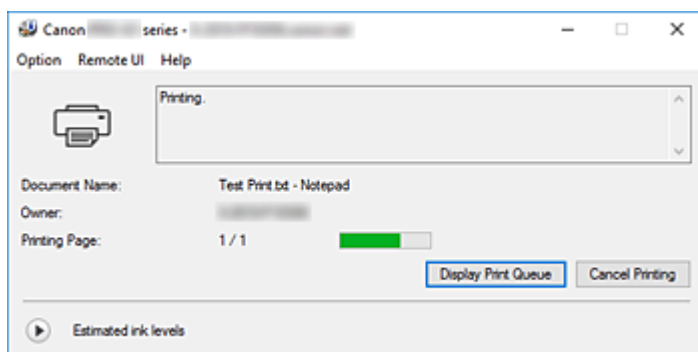 Canon series -
Option Remote UI Help
Printing.
Document Name: Test Print.txt - Notepad
Owner:
Printing Page: 1 / 1
Display Print Queue Cancel Printing
Estimated ink levels